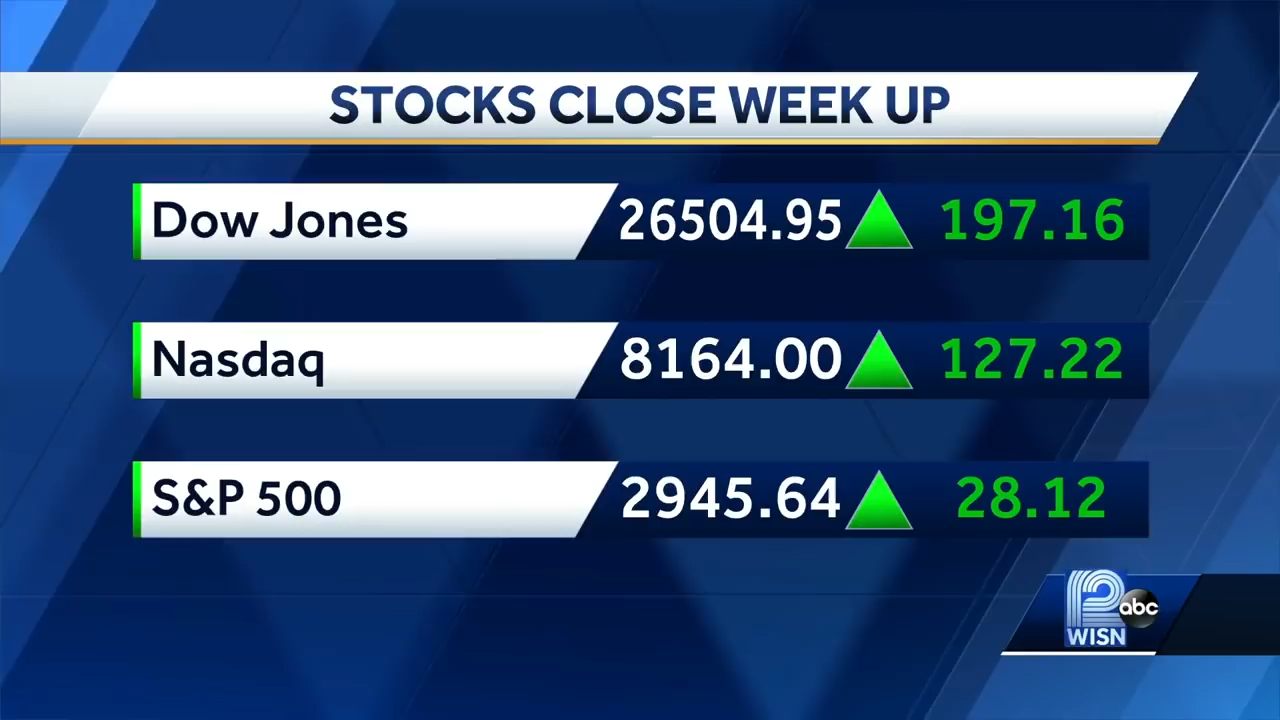 STOCKS CLOSE WEEK UP
Dow Jones 26504.95 197.16
Nasdaq 8164.00 127.22
S&P 500 2945.64 28.12
12 abc
WISN